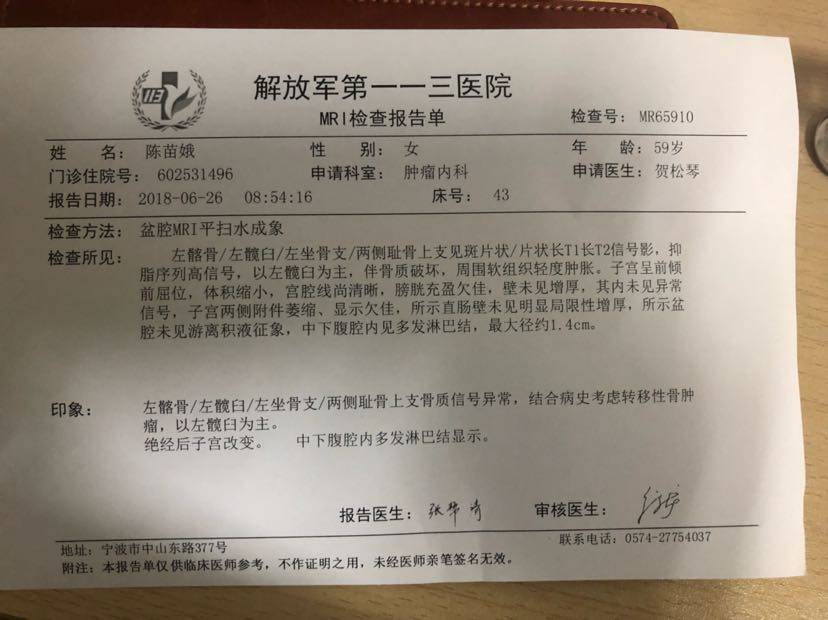 113
解放军第一一三医院
MRI检查报告单
检查号: MR65910
姓 名: 陈苗娥 性 别: 女 年 龄: 59岁
门诊住院号: 602531496 申请科室: 肿瘤内科 申请医生: 贺松琴
报告日期: 2018-06-26 08:54:16 床号: 43
检查方法: 盆腔MRI平扫水成象
检查所见: 左髂骨/左髋臼/左坐骨支/两侧耻骨上支见斑片状/片状长T1长T2信号影，抑
脂序列高信号，以左髋臼为主，伴骨质破坏，周围软组织轻度肿胀。子宫呈前倾
前屈位，体积缩小，宫腔线尚清晰，膀胱充盈欠佳，壁未见增厚，其内未见异常
信号，子宫两侧附件萎缩、显示欠佳，所示直肠壁未见明显局限性增厚，所示盆
腔未见游离积液征象，中下腹腔内见多发淋巴结，最大径约1.4cm。
印象: 左髂骨/左髋臼/左坐骨支/两侧耻骨上支骨质信号异常，结合病史考虑转移性骨肿
瘤，以左髋臼为主。
绝经后子宫改变。 中下腹腔内多发淋巴结显示。
报告医生: 审核医生:
地址: 宁波市中山东路377号 联系电话: 0574-27754037
附注: 本报告单仅供临床医师参考，不作证明之用，未经医师亲笔签名无效。